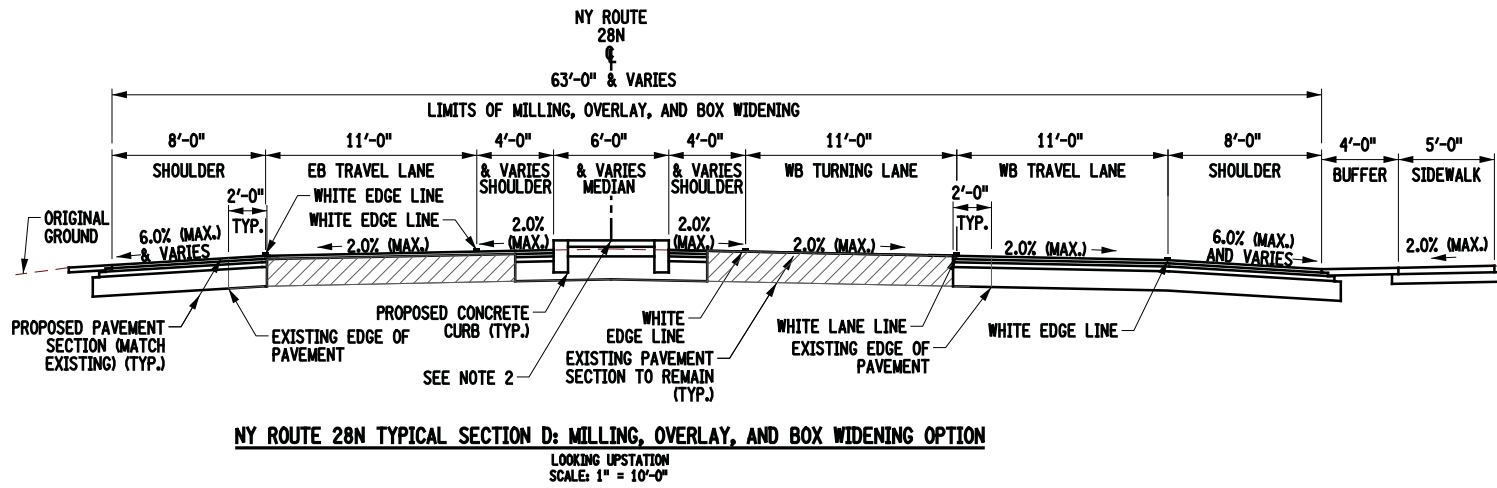 NY ROUTE
28N
℄
63'-0" & VARIES
LIMITS OF MILLING, OVERLAY, AND BOX WIDENING
8'-0"
SHOULDER
11'-0"
EB TRAVEL LANE
4'-0"
& VARIES
SHOULDER
6'-0"
& VARIES
MEDIAN
4'-0"
& VARIES
SHOULDER
11'-0"
WB TURNING LANE
11'-0"
WB TRAVEL LANE
8'-0"
SHOULDER
4'-0"
BUFFER
5'-0"
SIDEWALK
2'-0"
TYP.
WHITE EDGE LINE
WHITE EDGE LINE
2'-0"
TYP.
ORIGINAL
GROUND
6.0% (MAX.)
& VARIES
2.0% (MAX.)
2.0%
(MAX.)
2.0%
(MAX.)
2.0% (MAX.)
2.0% (MAX.)
6.0% (MAX.)
AND VARIES
2.0% (MAX.)
PROPOSED PAVEMENT
SECTION (MATCH
EXISTING) (TYP.)
EXISTING EDGE OF
PAVEMENT
PROPOSED CONCRETE
CURB (TYP.)
SEE NOTE 2
WHITE
EDGE LINE
EXISTING PAVEMENT
SECTION TO REMAIN
(TYP.)
WHITE LANE LINE
EXISTING EDGE OF
PAVEMENT
WHITE EDGE LINE
NY ROUTE 28N TYPICAL SECTION D: MILLING, OVERLAY, AND BOX WIDENING OPTION
LOOKING UPSTATION
SCALE: 1" = 10'-0"